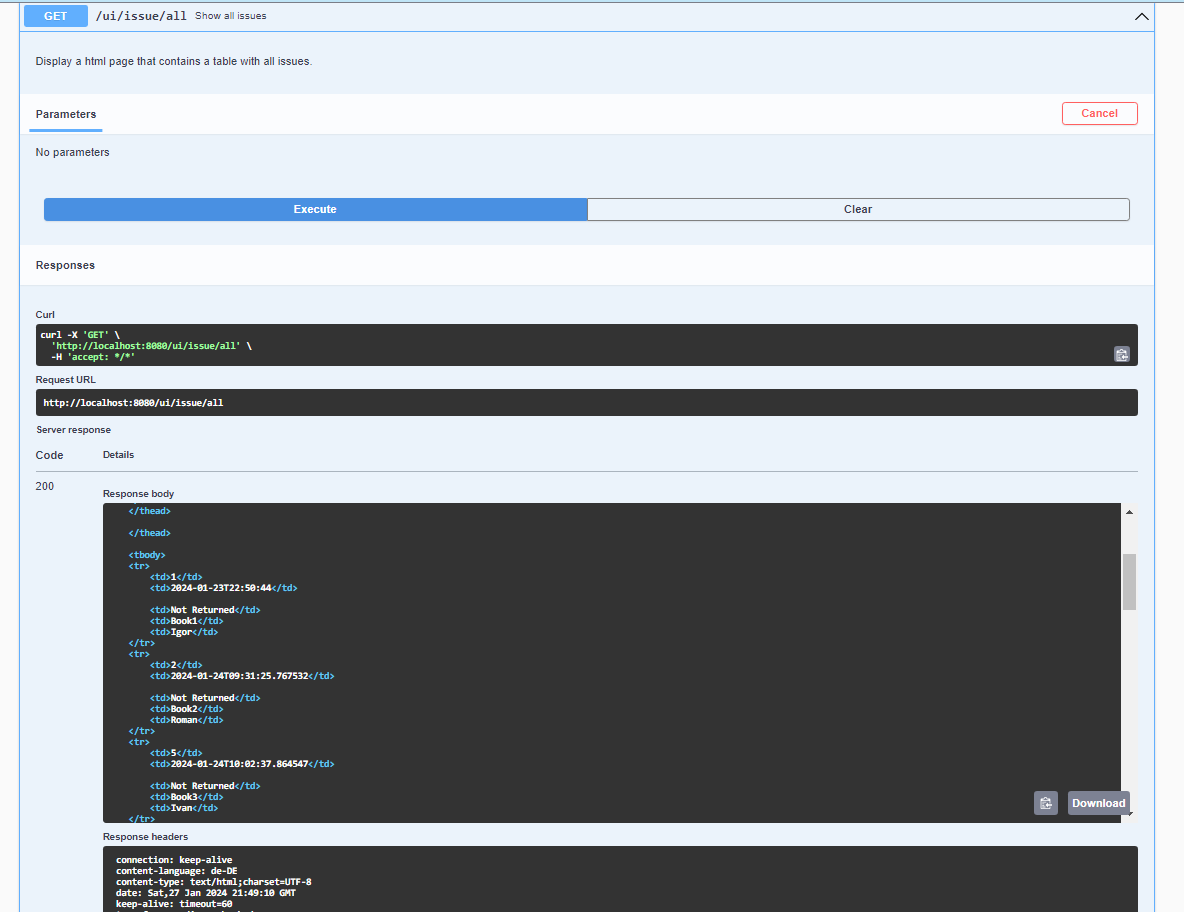 GET /ui/issue/all Show all issues
Display a html page that contains a table with all issues.
Parameters
Cancel
No parameters
Execute
Clear
Responses
Curl
curl -X 'GET' \
'http://localhost:8080/ui/issue/all' \
-H 'accept: */*'
Request URL
http://localhost:8080/ui/issue/all
Server response
Code Details
200
Response body
</thead>
</thead>
<tbody>
<tr>
<td>1</td>
<td>2024-01-23T22:50:44</td>
<td>Not Returned</td>
<td>Book1</td>
<td>Igor</td>
</tr>
<tr>
<td>2</td>
<td>2024-01-24T09:31:25.767532</td>
<td>Not Returned</td>
<td>Book2</td>
<td>Roman</td>
</tr>
<tr>
<td>5</td>
<td>2024-01-24T10:02:37.864547</td>
<td>Not Returned</td>
<td>Book3</td>
<td>Ivan</td>
</tr>
Download
Response headers
connection: keep-alive
content-language: de-DE
content-type: text/html;charset=UTF-8
date: Sat,27 Jan 2024 21:49:10 GMT
keep-alive: timeout=60